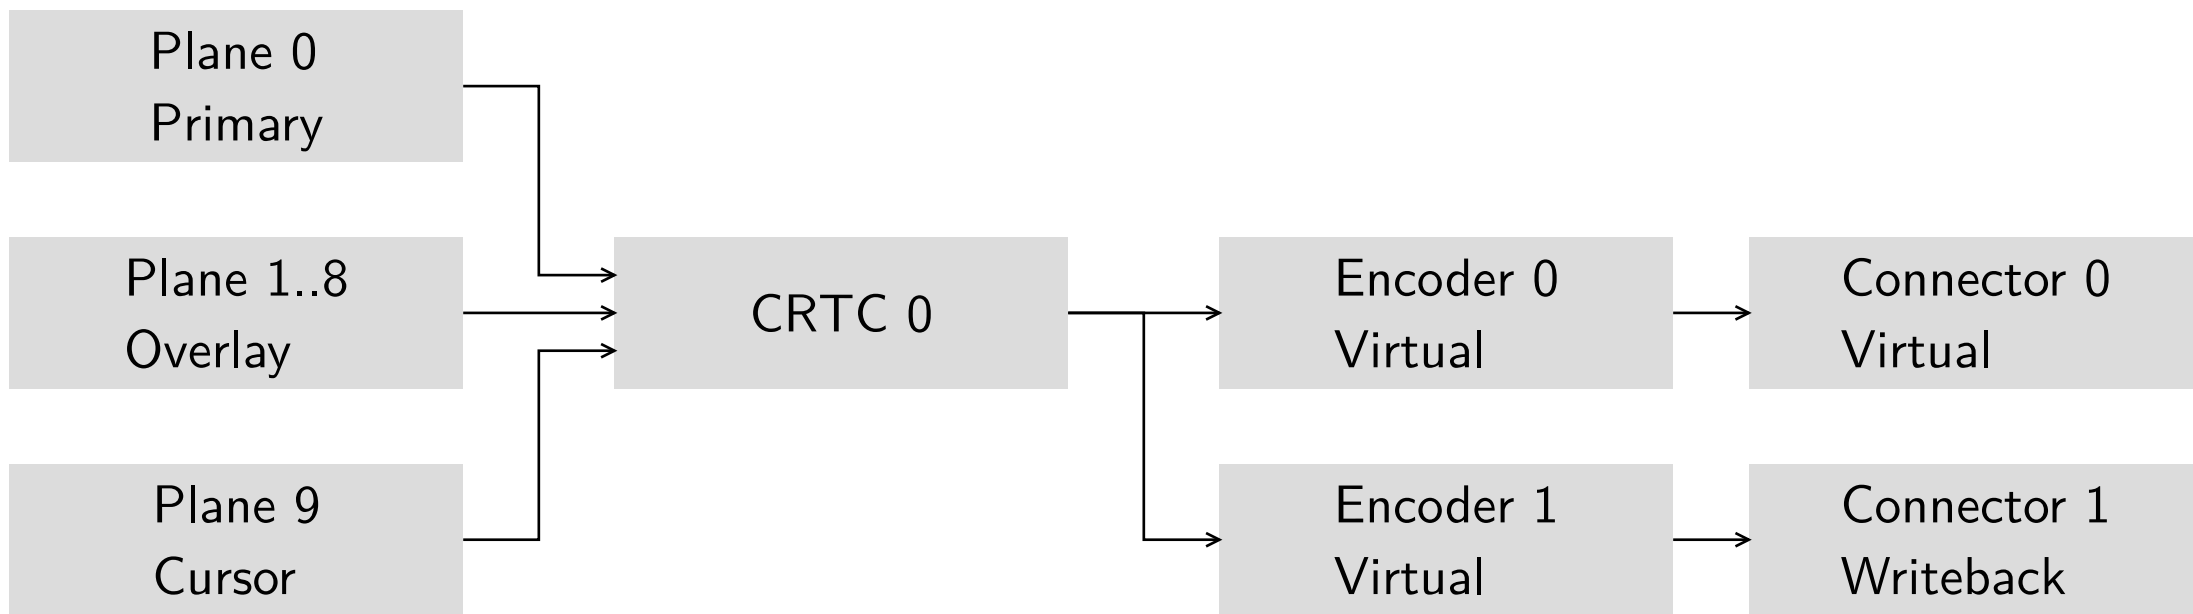 Plane 0
Primary
Plane 1..8
Overlay
Plane 9
Cursor
CRTC 0
Encoder 0
Virtual
Encoder 1
Virtual
Connector 0
Virtual
Connector 1
Writeback